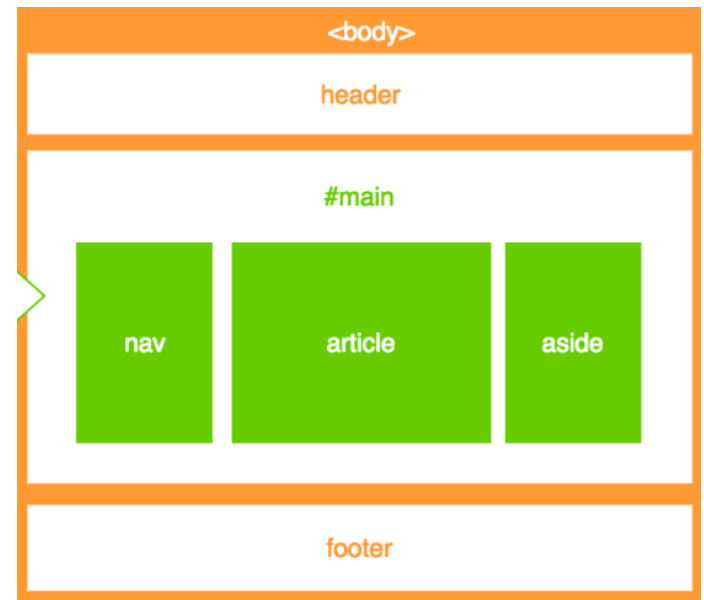 <body>
header
#main
nav
article
aside
footer